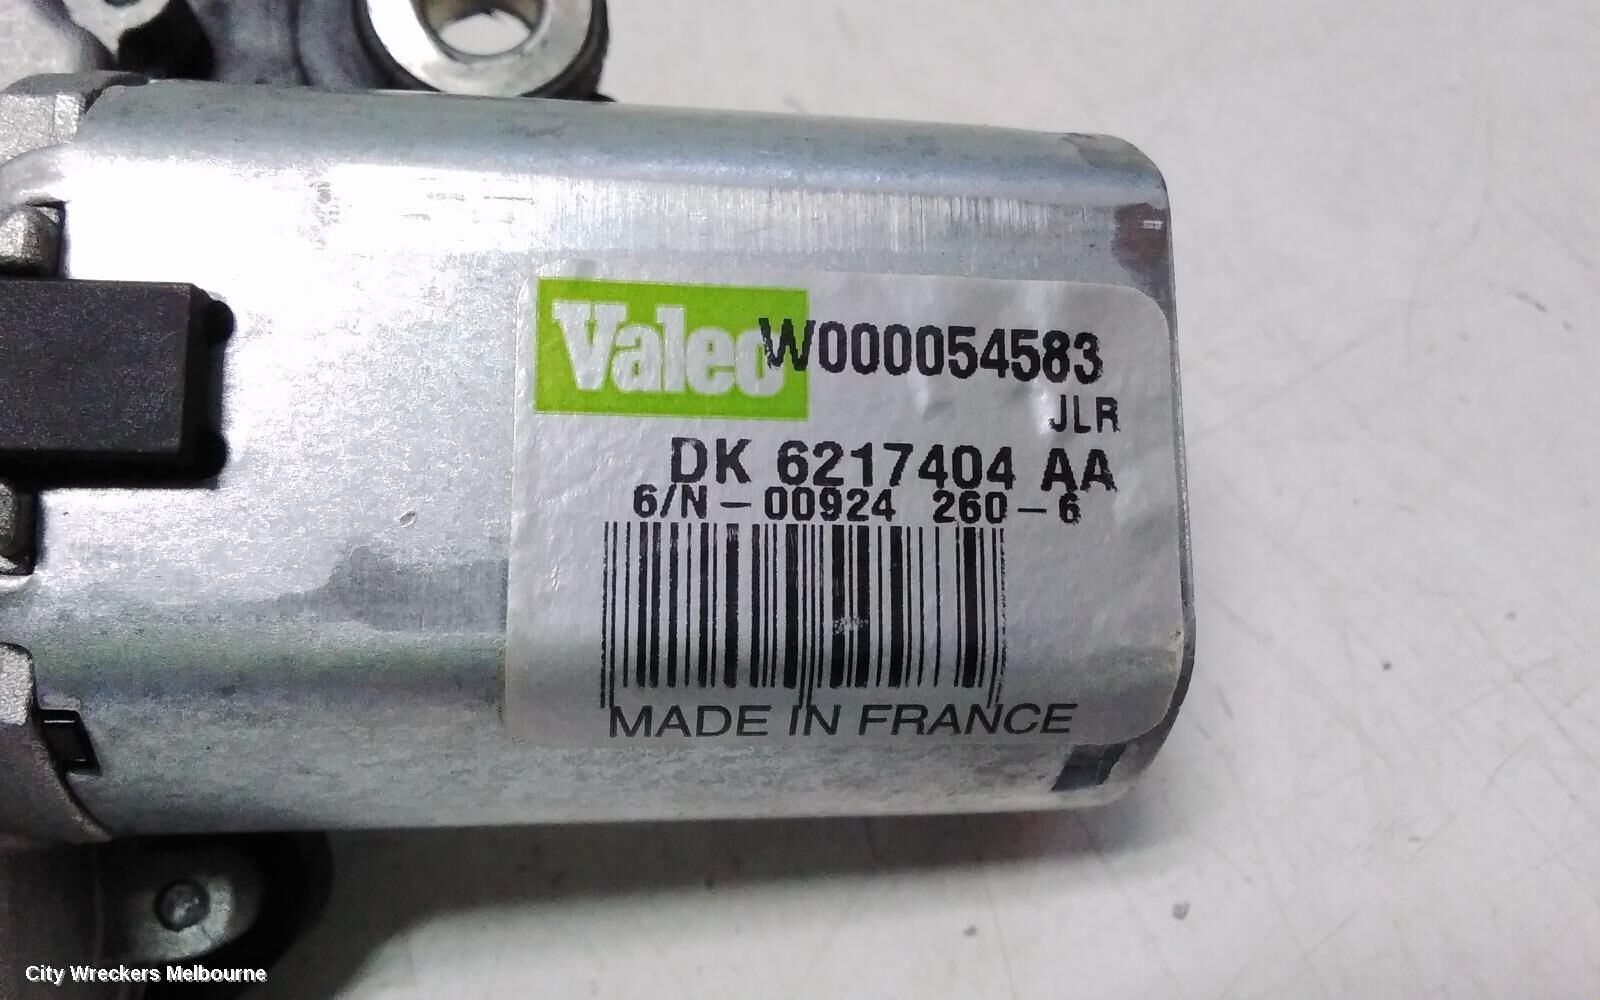 Valeo W000054583
JLR
DK 6217404 AA
6/N-00924 260-6
MADE IN FRANCE
City Wreckers Melbourne